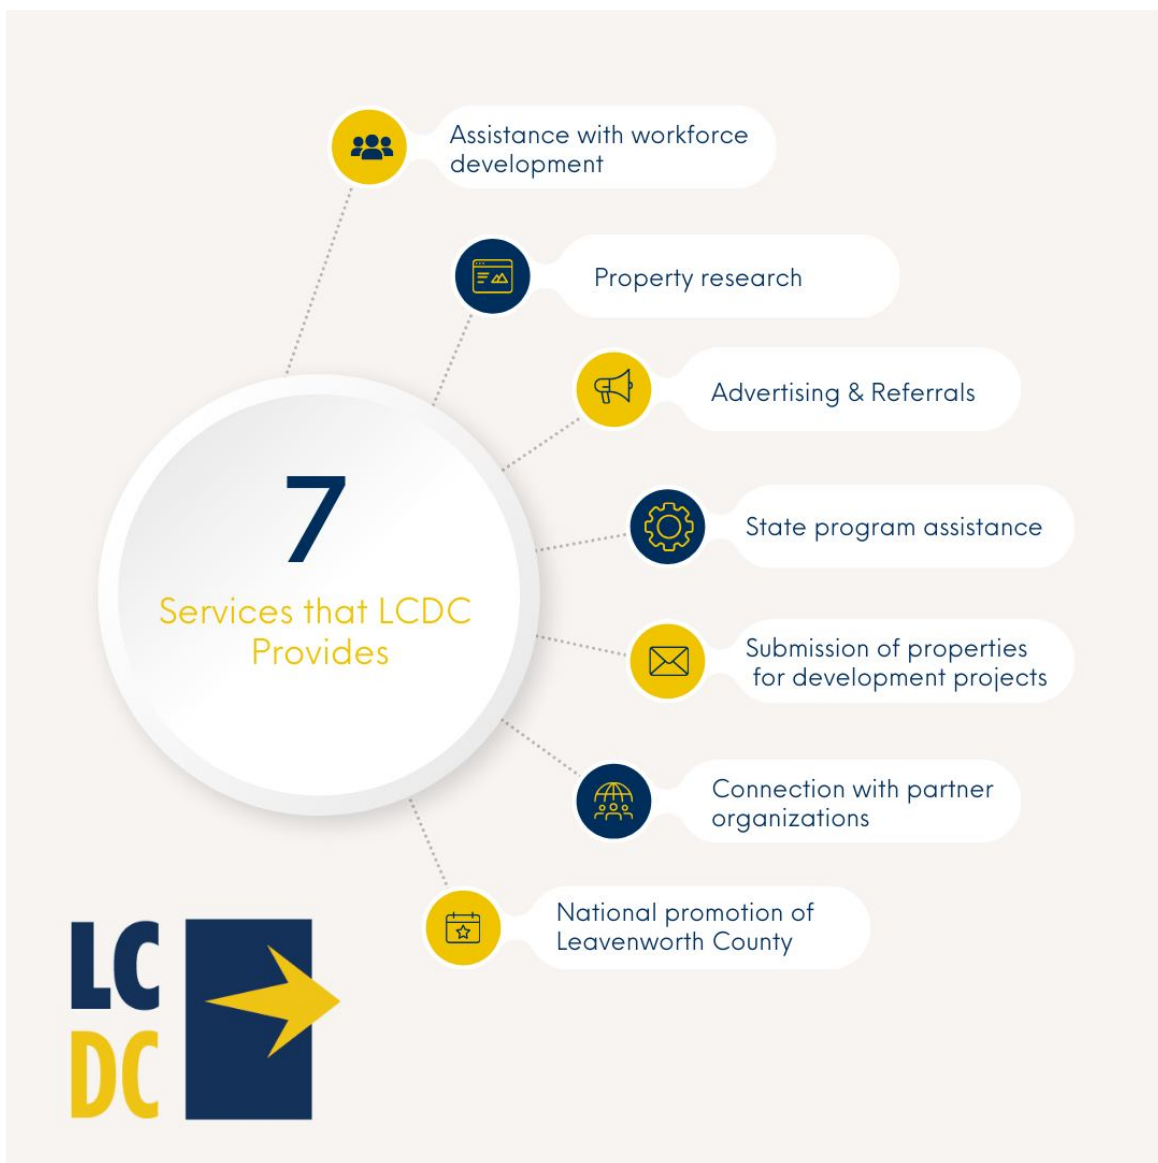 Assistance with workforce
development
Property research
Advertising & Referrals
7
Services that LCDC
Provides
State program assistance
Submission of properties
for development projects
Connection with partner
organizations
National promotion of
Leavenworth County
LC
DC